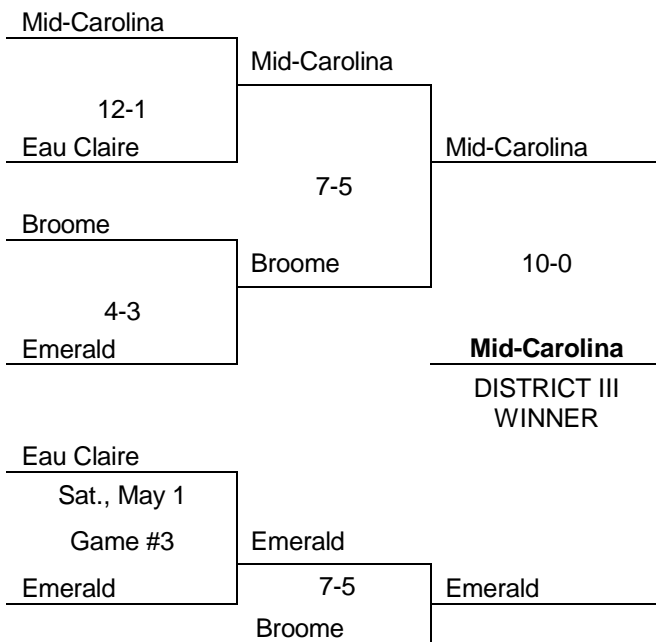 Mid-Carolina
Mid-Carolina
12-1
Eau Claire
Mid-Carolina
7-5
Broome
Broome
10-0
4-3
Emerald
Mid-Carolina
DISTRICT III
WINNER
Eau Claire
Sat., May 1
Game #3
Emerald
Emerald
7-5
Emerald
Broome